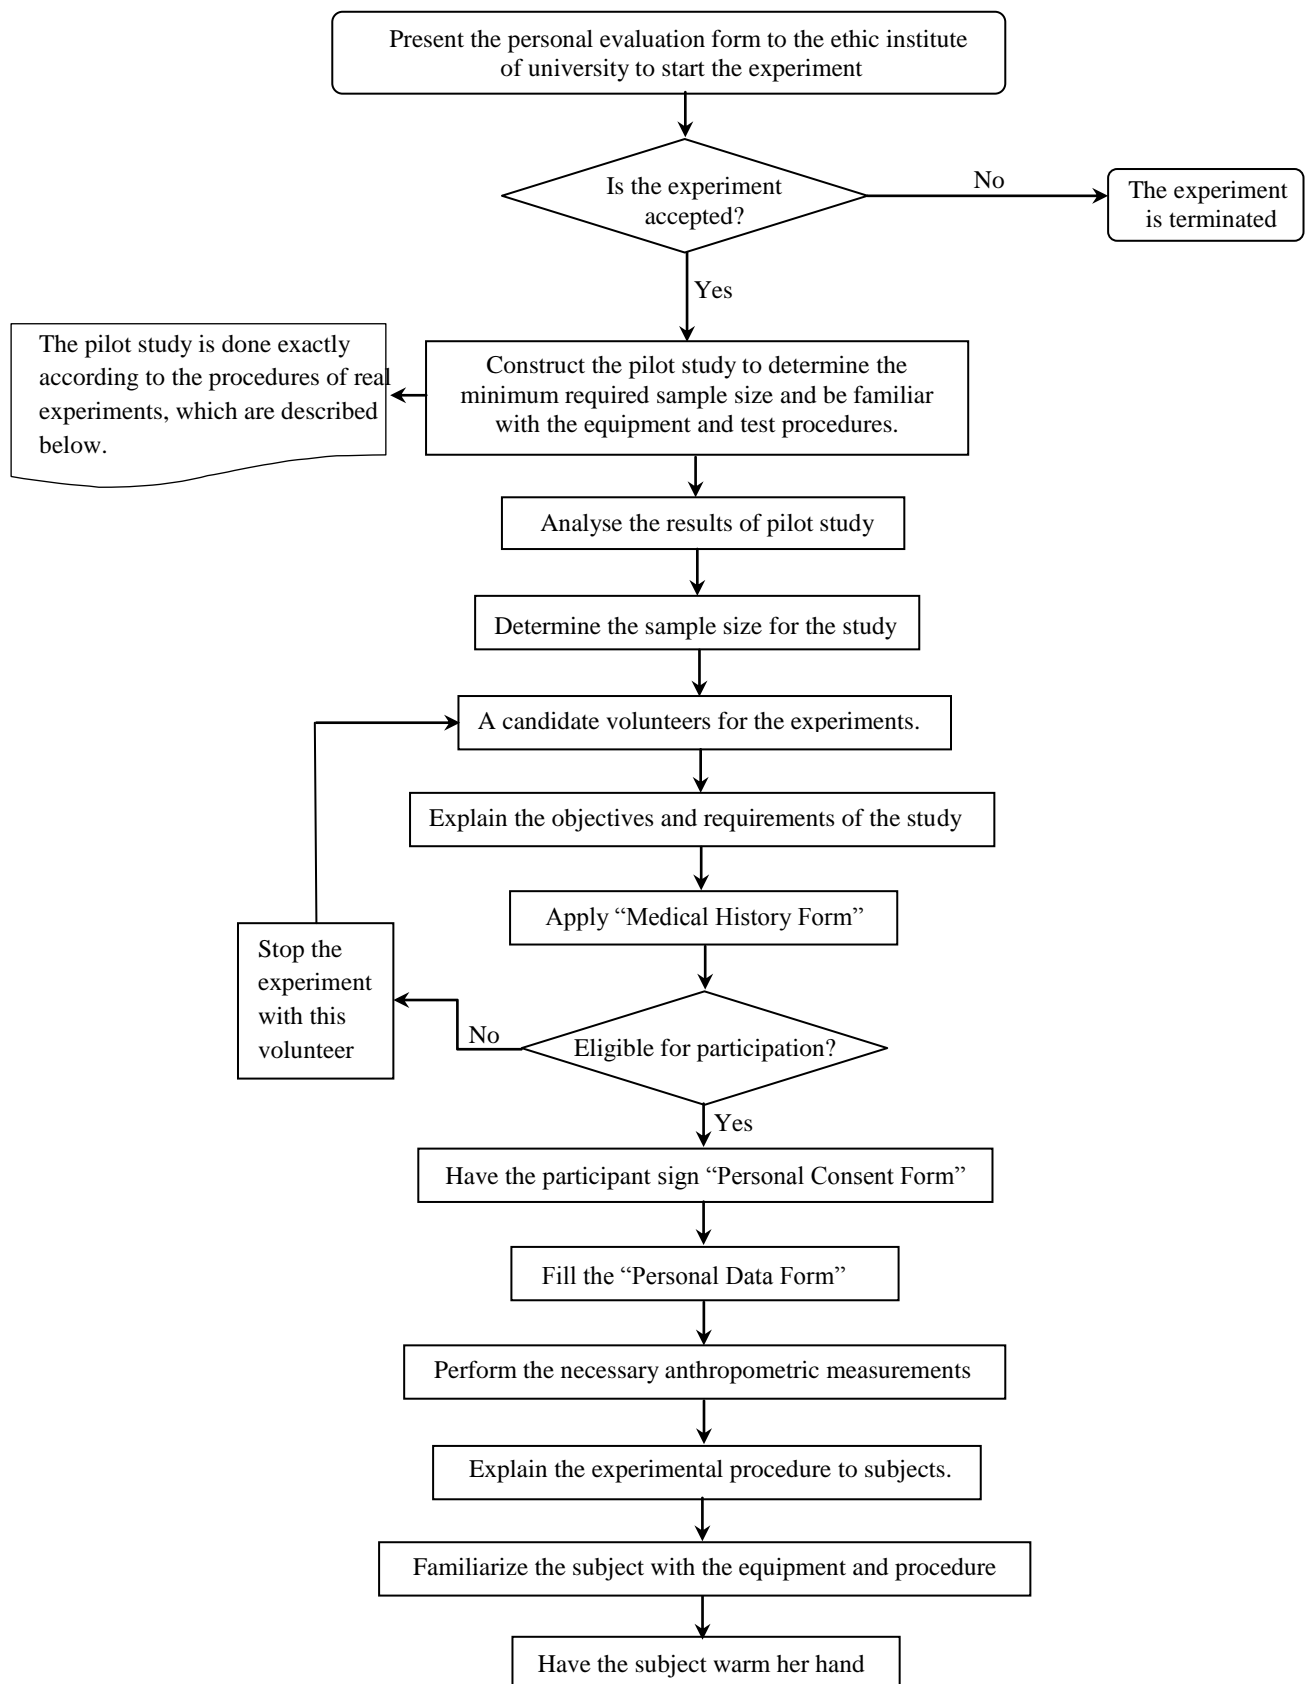 Present the personal evaluation form to the ethic institute
of university to start the experiment
Is the experiment
accepted?
No
The experiment
is terminated
Yes
The pilot study is done exactly
according to the procedures of real
experiments, which are described
below.
Construct the pilot study to determine the
minimum required sample size and be familiar
with the equipment and test procedures.
Analyse the results of pilot study
Determine the sample size for the study
A candidate volunteers for the experiments.
Explain the objectives and requirements of the study
Apply “Medical History Form”
Stop the
experiment
with this
volunteer
No
Eligible for participation?
Yes
Have the participant sign “Personal Consent Form”
Fill the “Personal Data Form”
Perform the necessary anthropometric measurements
Explain the experimental procedure to subjects.
Familiarize the subject with the equipment and procedure
Have the subject warm her hand